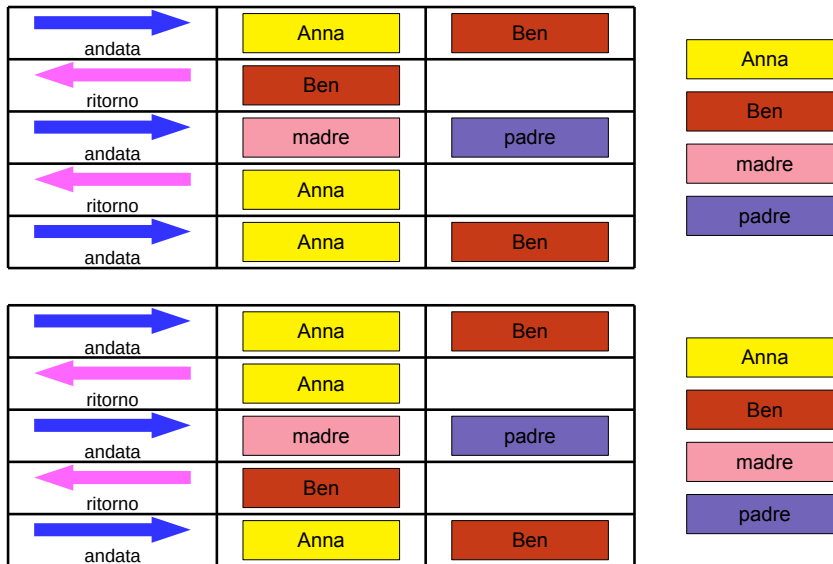 andata Anna Ben
ritorno Ben
andata madre padre
ritorno Anna
andata Anna Ben
Anna
Ben
madre
padre
andata Anna Ben
ritorno Anna
andata madre padre
ritorno Ben
andata Anna Ben
Anna
Ben
madre
padre